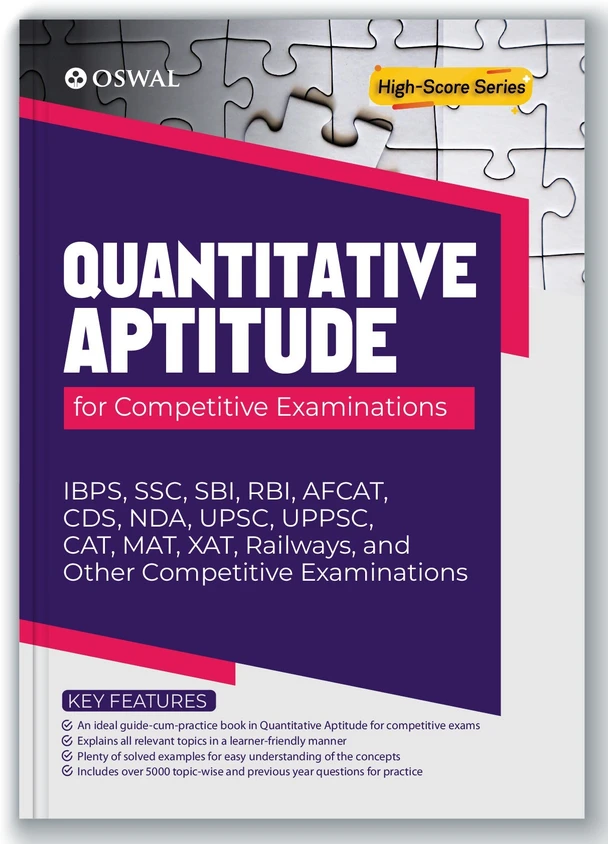 OSWAL
High-Score Series
QUANTITATIVE
APTITUDE
for Competitive Examinations
IBPS, SSC, SBI, RBI, AFCAT,
CDS, NDA, UPSC, UPPSC,
CAT, MAT, XAT, Railways, and
Other Competitive Examinations
KEY FEATURES
An ideal guide-cum-practice book in Quantitative Aptitude for competitive exams
Explains all relevant topics in a learner-friendly manner
Plenty of solved examples for easy understanding of the concepts
Includes over 5000 topic-wise and previous year questions for practice